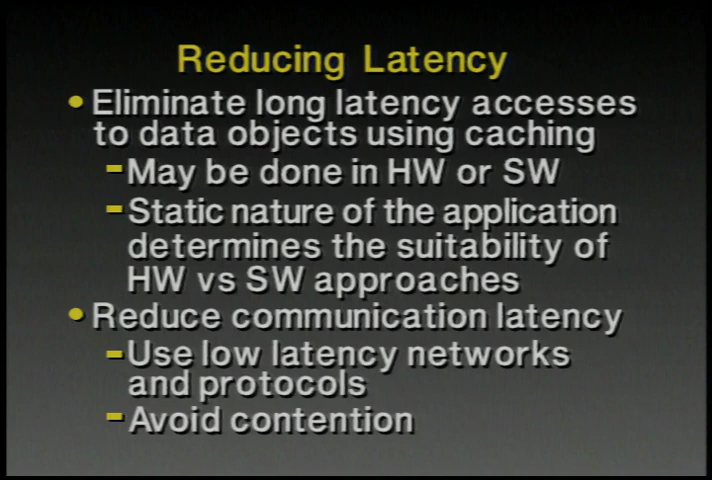 Reducing Latency
• Eliminate long latency accesses
to data objects using caching
- May be done in HW or SW
- Static nature of the application
determines the suitability of
HW vs SW approaches
• Reduce communication latency
- Use low latency networks
and protocols
- Avoid contention